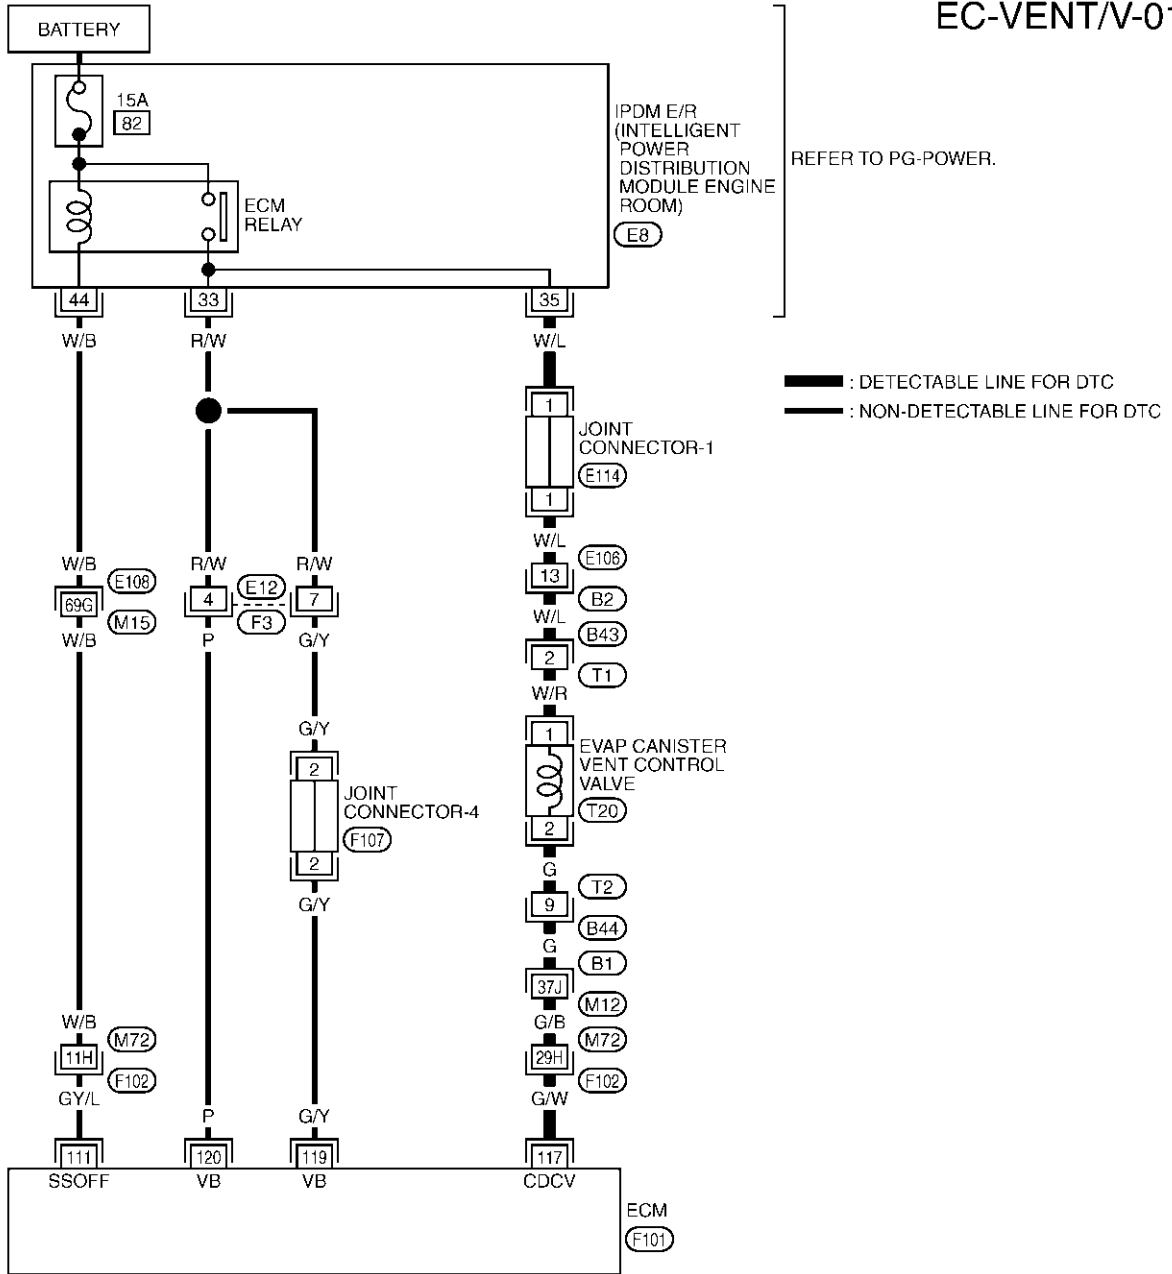 EC-VENT/V-01
BATTERY
15A
82
IPDM E/R
(INTELLIGENT
POWER
DISTRIBUTION
MODULE ENGINE
ROOM)
E8
REFER TO PG-POWER.
ECM
RELAY
44
33
35
W/B
R/W
W/L
: DETECTABLE LINE FOR DTC
: NON-DETECTABLE LINE FOR DTC
1
JOINT
CONNECTOR-1
E114
1
W/L
W/B
R/W
R/W
E106
13
E108
69G
M15
4
E12
F3
7
B2
W/L
W/B
P
G/Y
B43
2
T1
W/R
G/Y
1
EVAP CANISTER
VENT CONTROL
VALVE
T20
2
2
JOINT
CONNECTOR-4
F107
2
G
G/Y
T2
9
B44
G
B1
37J
M12
W/B
G/B
M72
11H
F102
M72
29H
F102
GY/L
G/W
P
G/Y
111
120
119
117
SSOFF
VB
VB
CDCV
ECM
F101